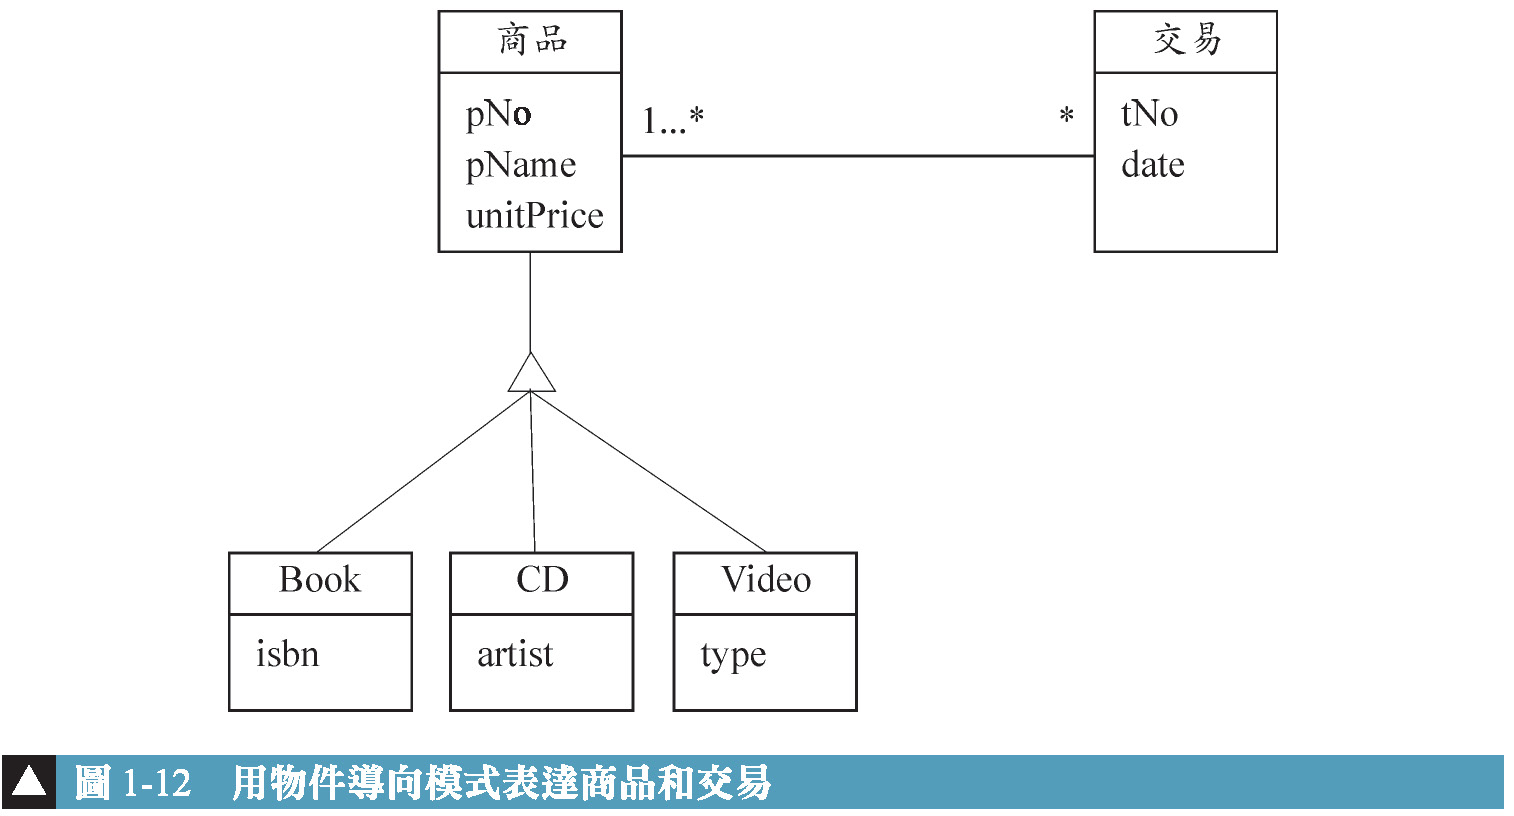 商品
交易
pNo
pName
unitPrice
1...*
*
tNo
date
Book
CD
Video
isbn
artist
type
圖 1-12 用物件導向模式表達商品和交易